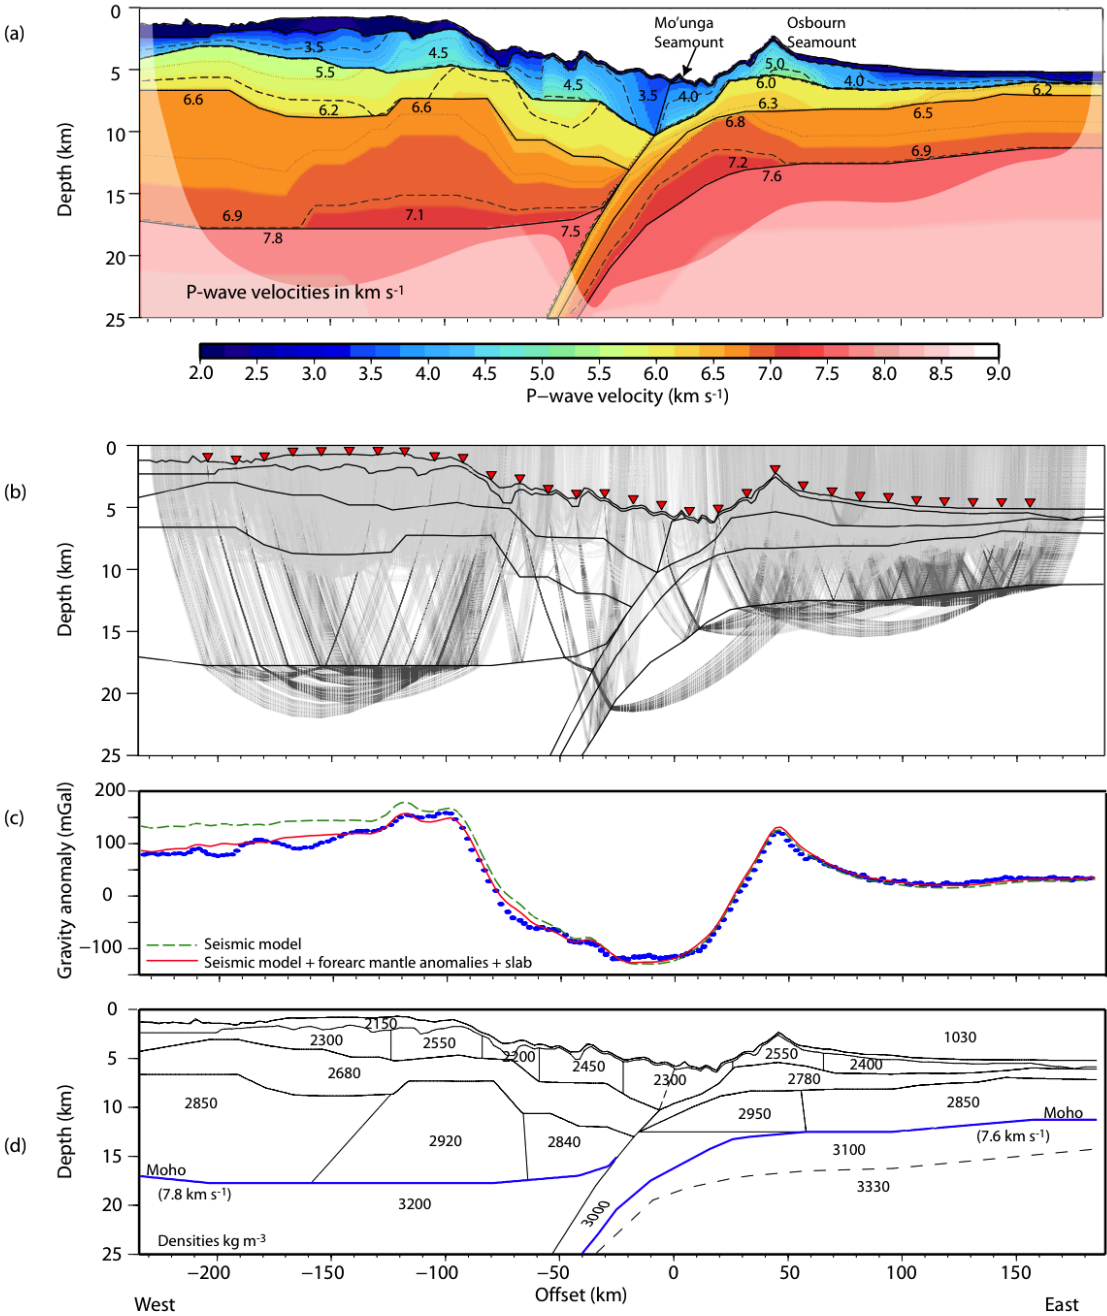 (a)
0
5
10
15
20
25
Depth (km)
Mo'unga
Seamount
Osbourn
Seamount
3.5
4.5
5.5
6.6
6.2
6.6
4.5
3.5
4.0
5.0
6.0
4.0
6.2
6.3
6.5
6.8
6.9
7.2
7.6
6.9
7.1
7.8
7.5
P-wave velocities in km s-1
2.0 2.5 3.0 3.5 4.0 4.5 5.0 5.5 6.0 6.5 7.0 7.5 8.0 8.5 9.0
P−wave velocity (km s-1)
(b)
0
5
10
15
20
25
Depth (km)
(c)
200
100
0
−100
Gravity anomaly (mGal)
Seismic model
Seismic model + forearc mantle anomalies + slab
(d)
0
5
10
15
20
25
Depth (km)
2150
2300
2550
2200
2450
2300
2550
2400
1030
2680
2780
2850
2950
2850
2920
2840
Moho
(7.6 km s-1)
Moho
(7.8 km s-1)
3100
3200
3330
3000
Densities kg m-3
−200 −150 −100 −50 0 50 100 150
Offset (km)
West
East